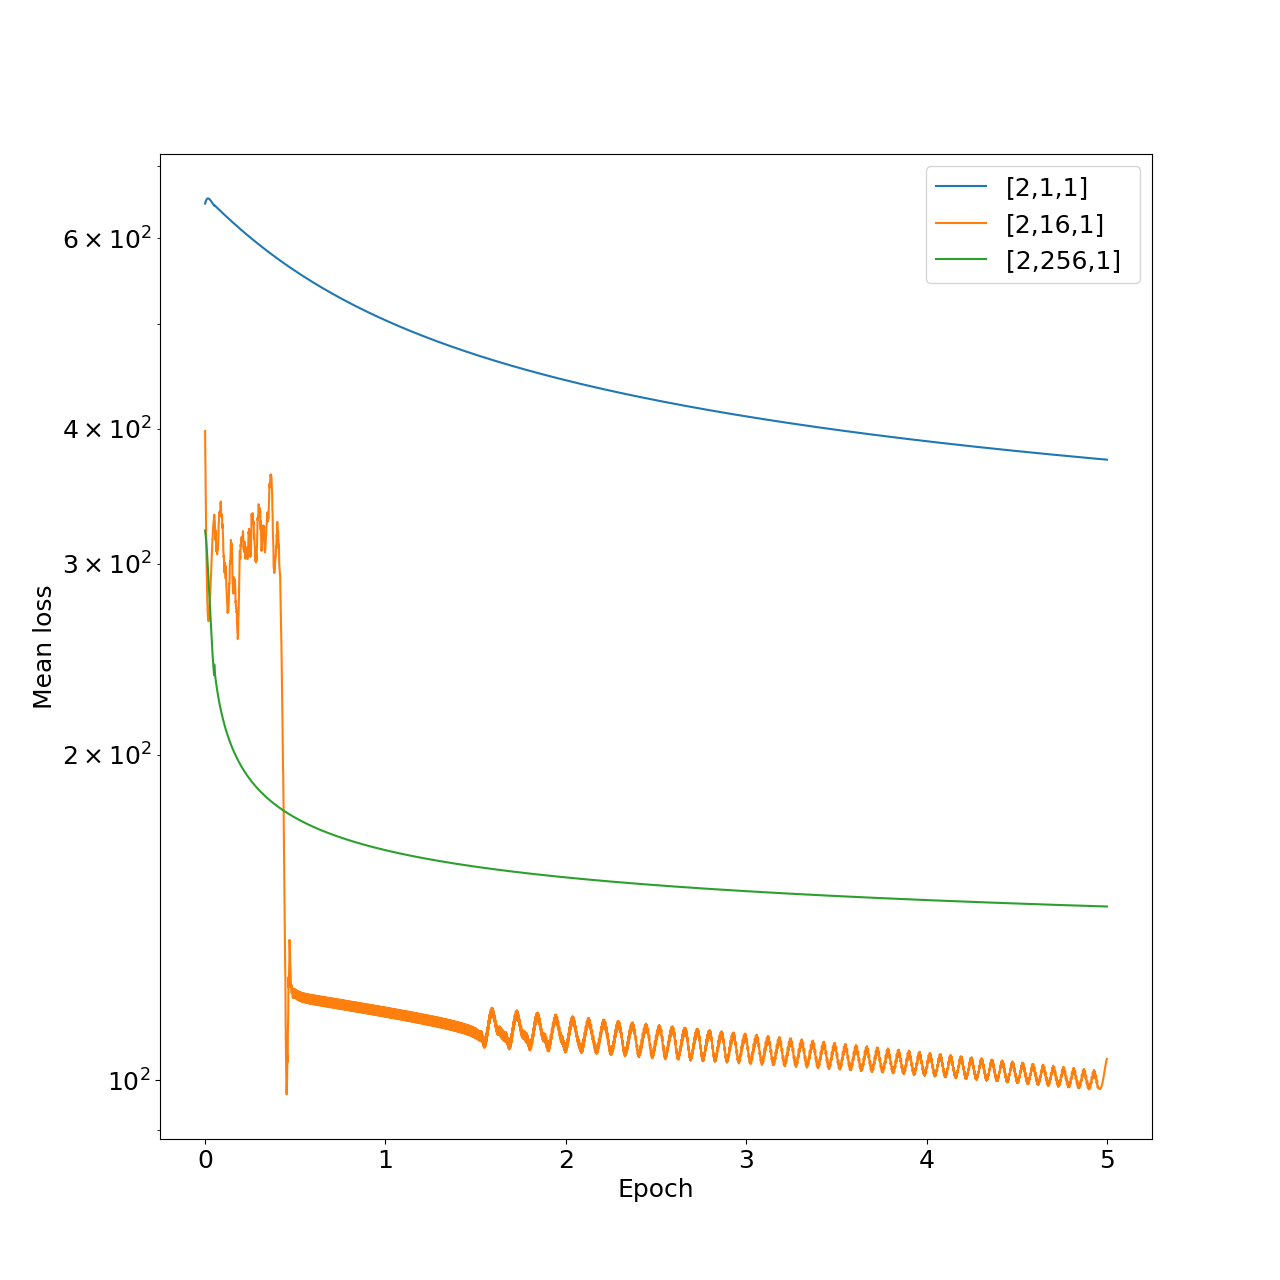 [2,1,1]
[2,16,1]
[2,256,1]
6 × 10²
4 × 10²
3 × 10²
2 × 10²
10²
Mean loss
0 1 2 3 4 5
Epoch